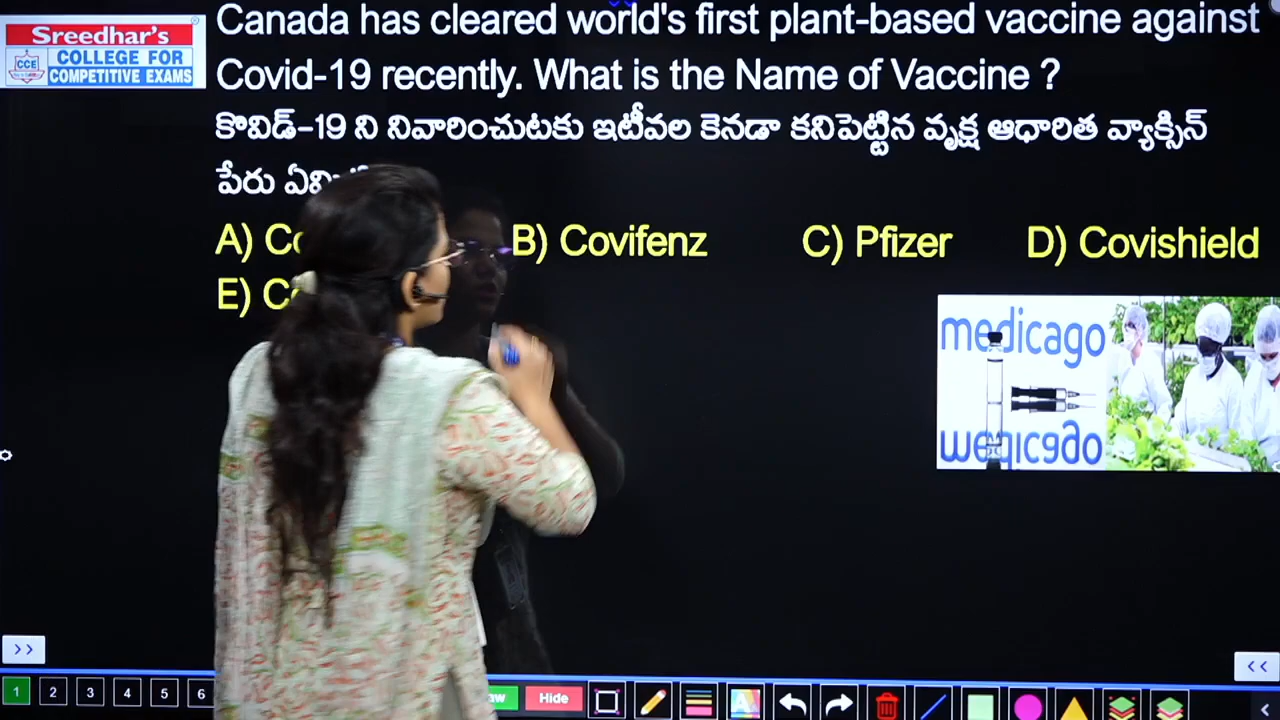 Sreedhar's
CCE
COLLEGE FOR
COMPETITIVE EXAMS
Canada has cleared world's first plant-based vaccine against
Covid-19 recently. What is the Name of Vaccine ?
కొవిడ్-19 ని నివారించుటకు ఇటీవల కెనడా కనిపెట్టిన వృక్ష ఆధారిత వ్యాక్సిన్
పేరు
A) B) Covifenz C) Pfizer D) Covishield
E)
medicago
medicago
>> <<
1 2 3 4 5 6 Hide <